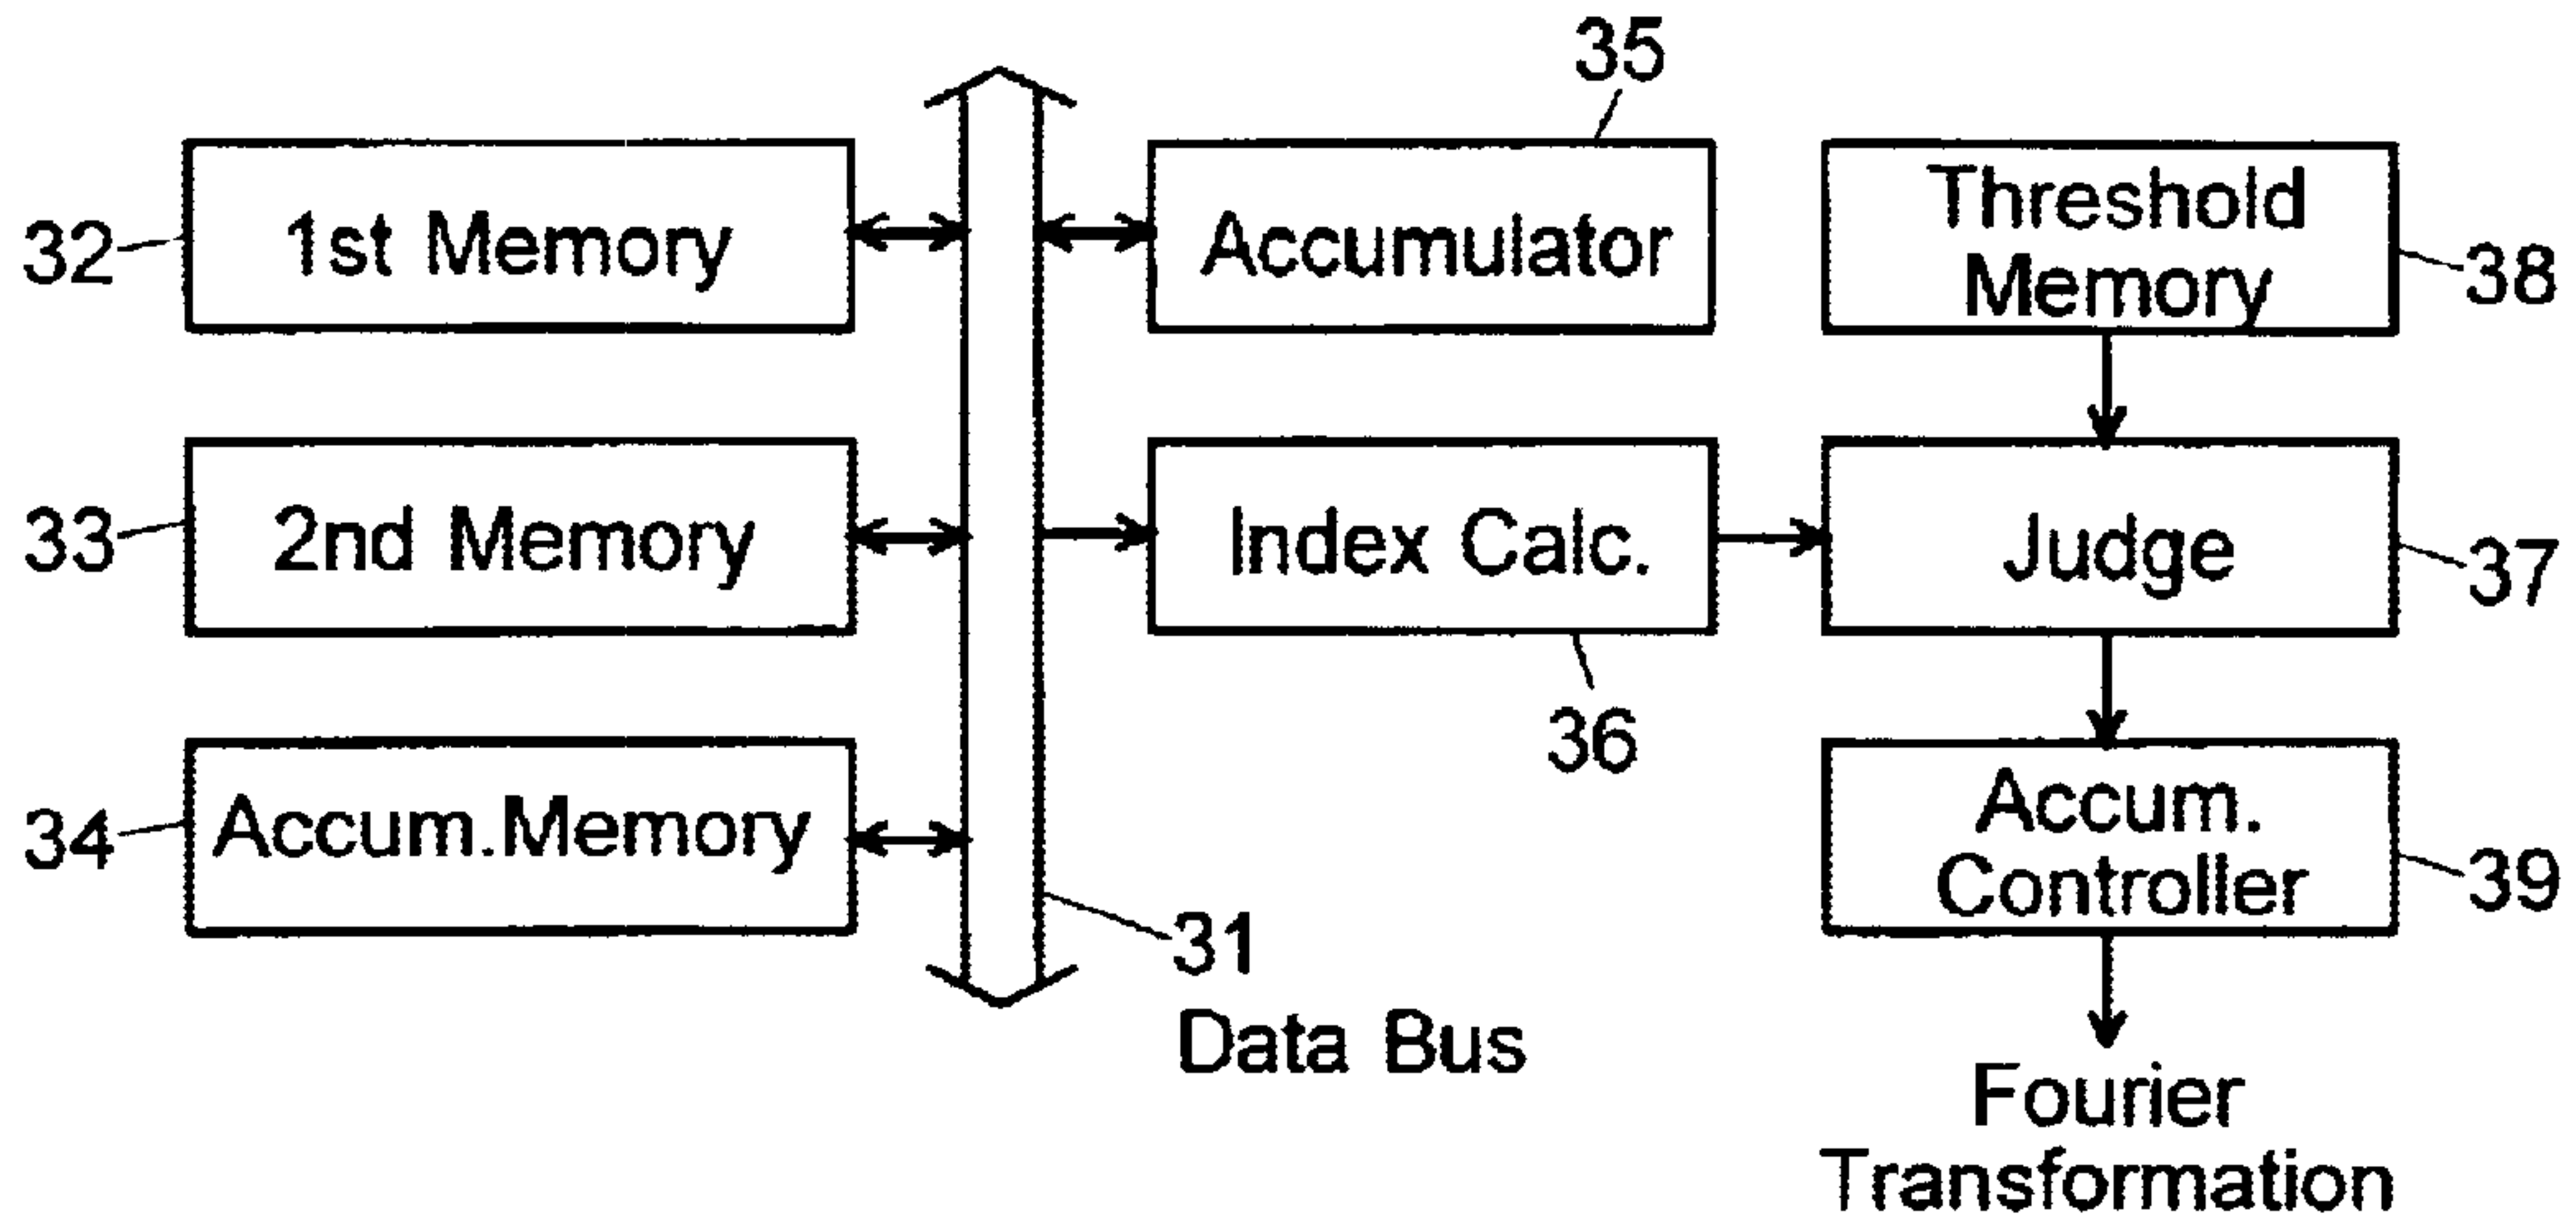 35
32
1st Memory
Accumulator
Threshold
Memory
38
33
2nd Memory
Index Calc.
Judge
37
36
34
Accum.Memory
Accum.
Controller
39
31
Data Bus
Fourier
Transformation